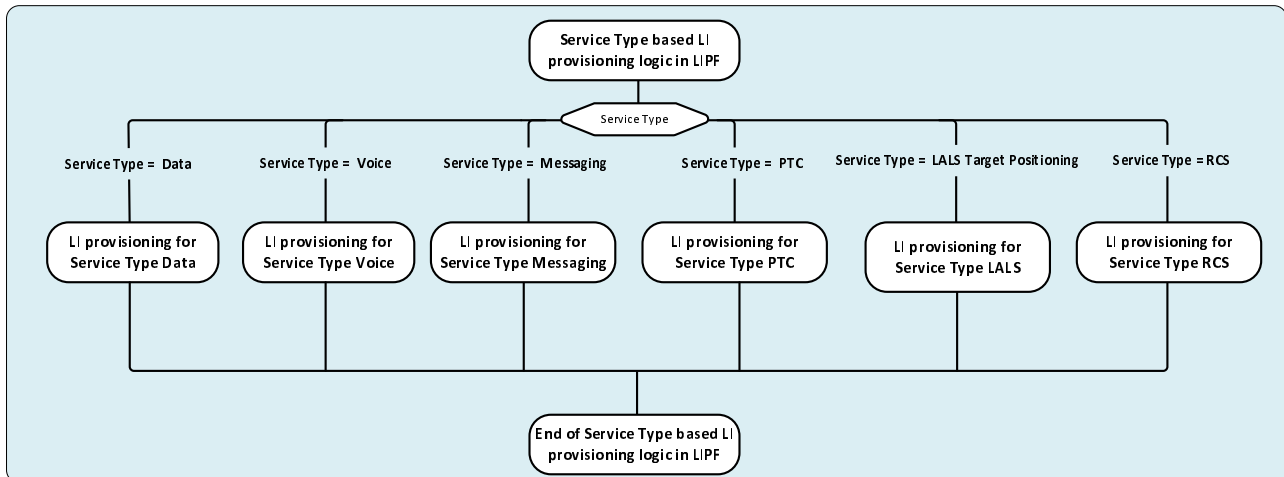 Service Type based LI
provisioning logic in LIPF
Service Type
Service Type = Data
Service Type = Voice
Service Type = Messaging
Service Type = PTC
Service Type = LALS Target Positioning
Service Type = RCS
LI provisioning for
Service Type Data
LI provisioning for
Service Type Voice
LI provisioning for
Service Type Messaging
LI provisioning for
Service Type PTC
LI provisioning for
Service Type LALS
LI provisioning for
Service Type RCS
End of Service Type based LI
provisioning logic in LIPF